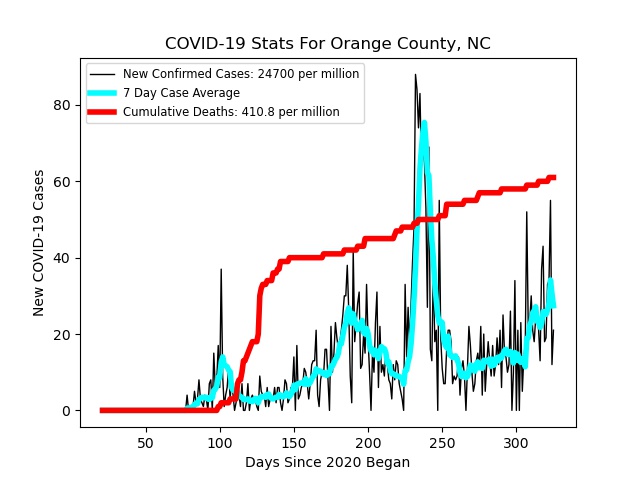 COVID-19 Stats For Orange County, NC
New Confirmed Cases: 24700 per million
7 Day Case Average
Cumulative Deaths: 410.8 per million
New COVID-19 Cases
80
60
40
20
0
50 100 150 200 250 300
Days Since 2020 Began